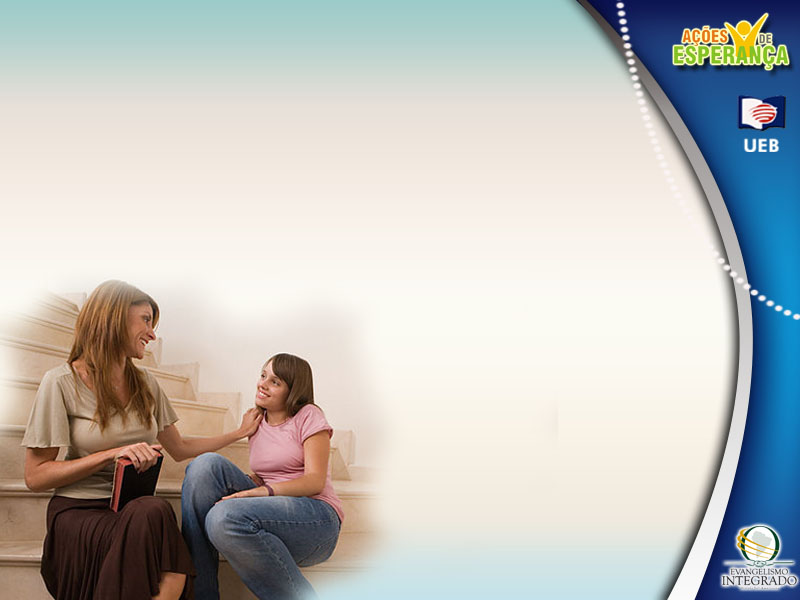 AÇÕES DE
ESPERANÇA
UEB
EVANGELISMO
INTEGRADO